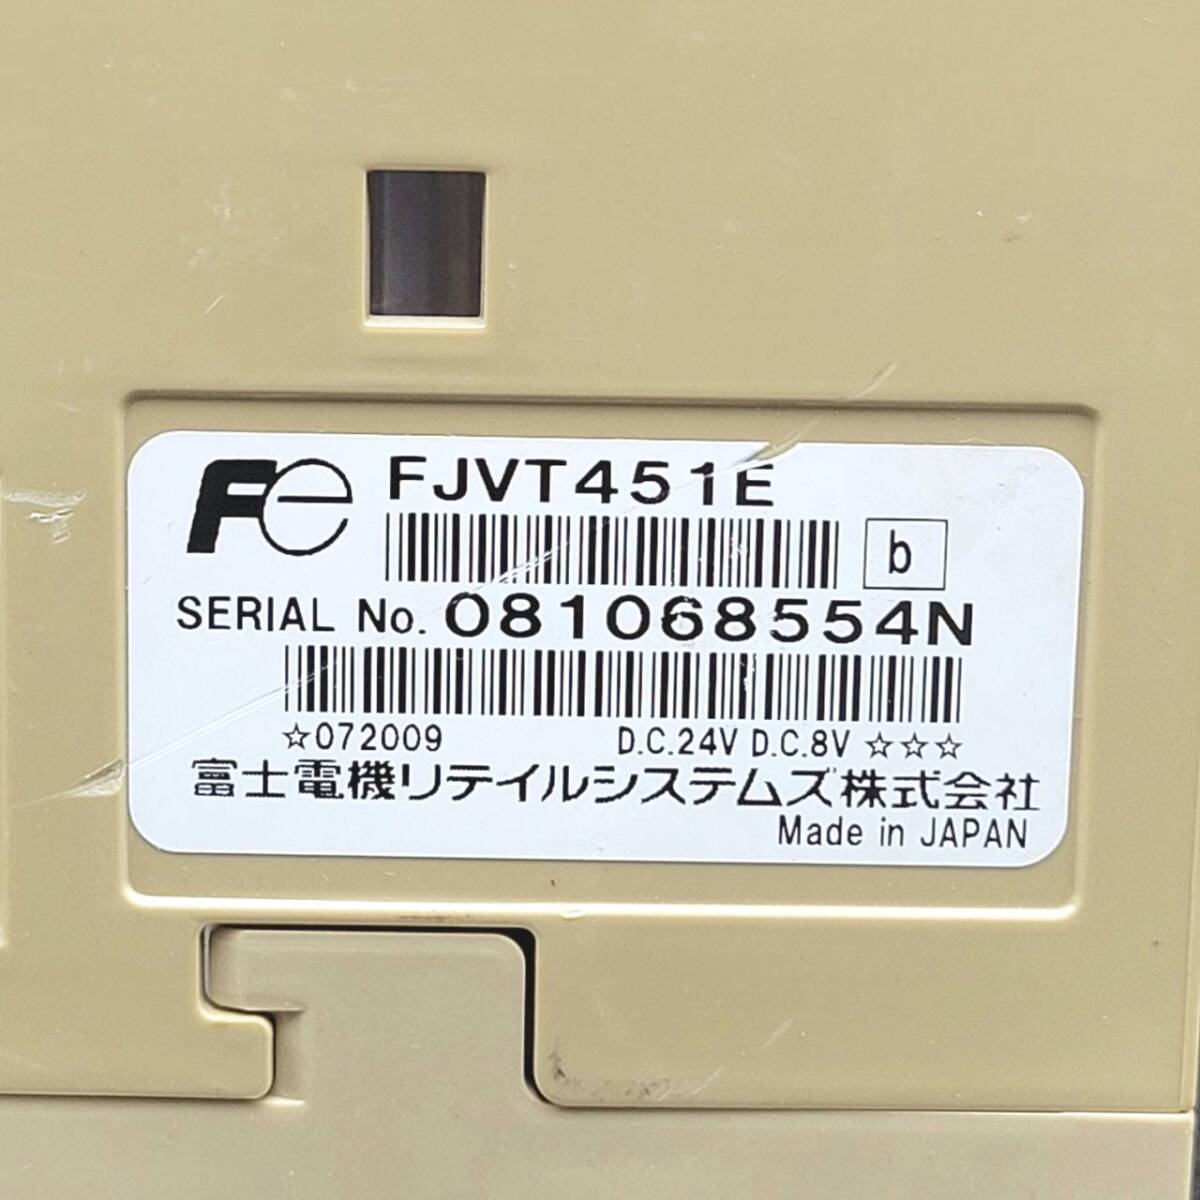 Fe FJVT451E
b
SERIAL No. 081068554N
☆072009 D.C.24V D.C.8V ☆☆☆
富士電機リテイルシステムズ株式会社
Made in JAPAN